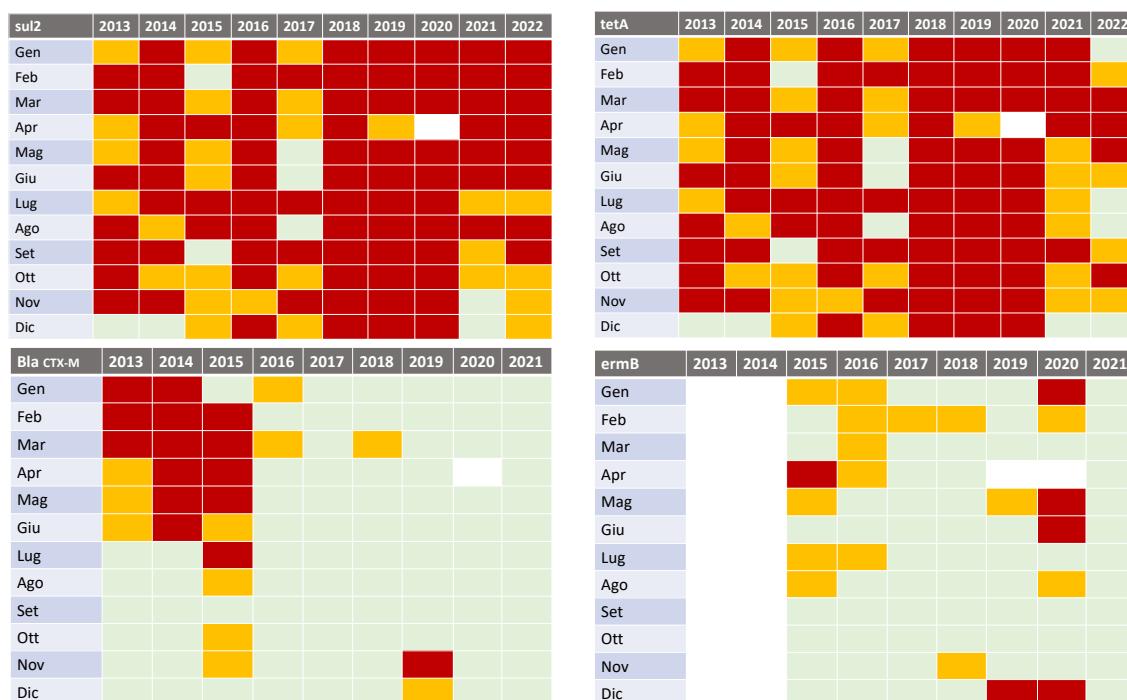 sul2 2013 2014 2015 2016 2017 2018 2019 2020 2021 2022
Gen
Feb
Mar
Apr
Mag
Giu
Lug
Ago
Set
Ott
Nov
Dic
tetA 2013 2014 2015 2016 2017 2018 2019 2020 2021 2022
Gen
Feb
Mar
Apr
Mag
Giu
Lug
Ago
Set
Ott
Nov
Dic
Bla CTX-M 2013 2014 2015 2016 2017 2018 2019 2020 2021
Gen
Feb
Mar
Apr
Mag
Giu
Lug
Ago
Set
Ott
Nov
Dic
ermB 2013 2014 2015 2016 2017 2018 2019 2020 2021
Gen
Feb
Mar
Apr
Mag
Giu
Lug
Ago
Set
Ott
Nov
Dic